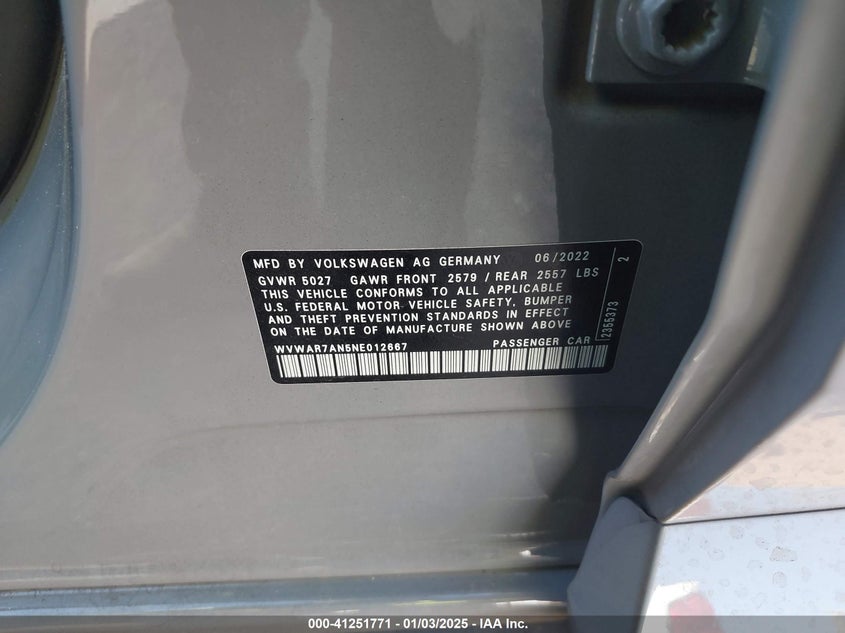 MFD BY VOLKSWAGEN AG GERMANY 06/2022
GVWR 5027 GAWR FRONT 2579 / REAR 2557 LBS
THIS VEHICLE CONFORMS TO ALL APPLICABLE
U.S. FEDERAL MOTOR VEHICLE SAFETY, BUMPER
AND THEFT PREVENTION STANDARDS IN EFFECT
ON THE DATE OF MANUFACTURE SHOWN ABOVE
WVWAR7AN5NE012667 PASSENGER CAR
2355373 2
000-41251771 - 01/03/2025 - IAA Inc.